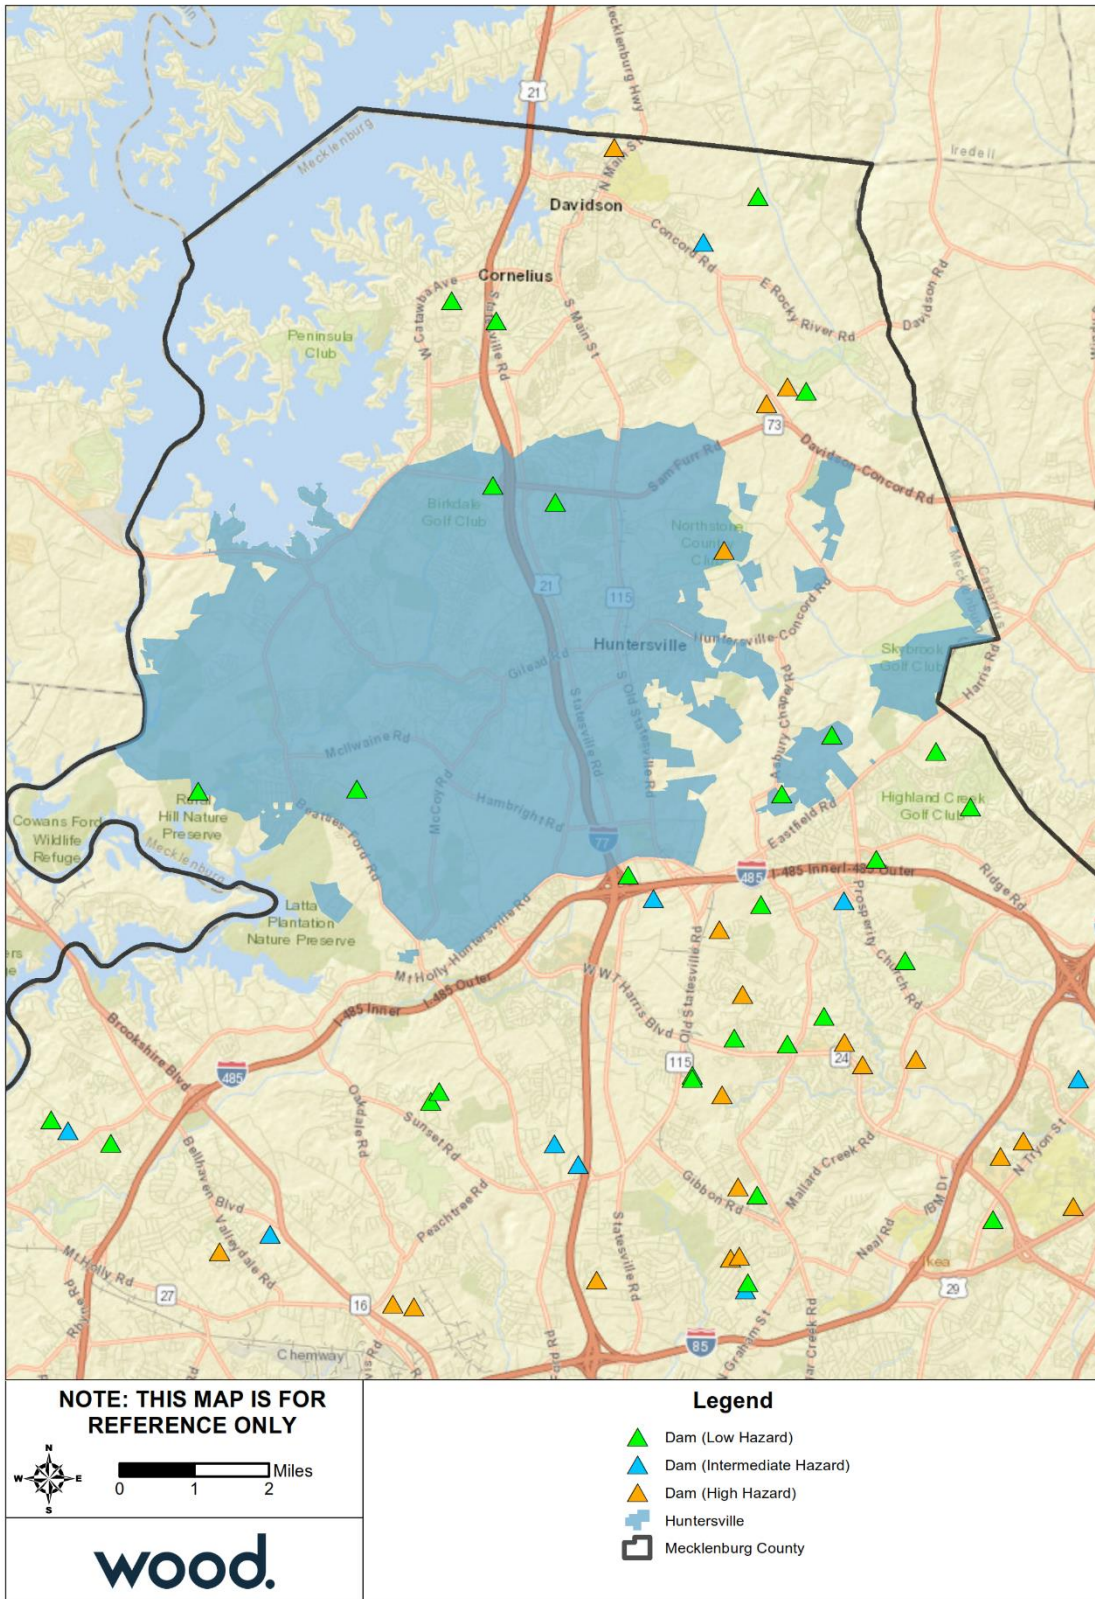 21
Mecklenburg Hwy
Mecklenburg
Iredell
N Main St
Davidson
Concord Rd
Davidson Rd
Cornelius
E Rocky River Rd
N Catawba Ave
S Statesville Rd
S Main St
Peninsula
Club
73
Sam Furr Rd
Davidson-Concord Rd
Birkdale
Golf Club
Northstone
Country
Club
21
115
Mecklenburg
Cabarrus
Huntersville
Huntersville-Concord Rd
Gilead Rd
Skybrook
Golf Club
Harris Rd
S Old Statesville Rd
Statesville Rd
Asbury Chapel Rd
McIlwaine Rd
McCoy Rd
Hambright Rd
Beatties Ford Rd
Rural
Hill Nature
Preserve
Cowans Ford
Wildlife
Refuge
Mecklenburg
Highland Creek
Golf Club
Eastfield Rd
77
485
I-485 Inner
I-485 Outer
Ridge Rd
Latta
Plantation
Nature Preserve
Prosperity Church Rd
Mt Holly-Huntersville Rd
I-485 Outer
I-485 Inner
W WT Harris Blvd
Old Statesville Rd
Brookshire Blvd
485
115
24
Oakdale Rd
Sunset Rd
Bellhaven Blvd
Mallard Creek Rd
N Tryon St
Gibbon Rd
IBM Dr
Peachtree Rd
Valleydale Rd
Statesville Rd
Neal Rd
Ikea
Mt Holly Rd
27
16
29
Rhyne Rd
N Graham St
85
Chemway
NOTE: THIS MAP IS FOR
REFERENCE ONLY
N
W E
S
0 1 2 Miles
wood.
Legend
Dam (Low Hazard)
Dam (Intermediate Hazard)
Dam (High Hazard)
Huntersville
Mecklenburg County